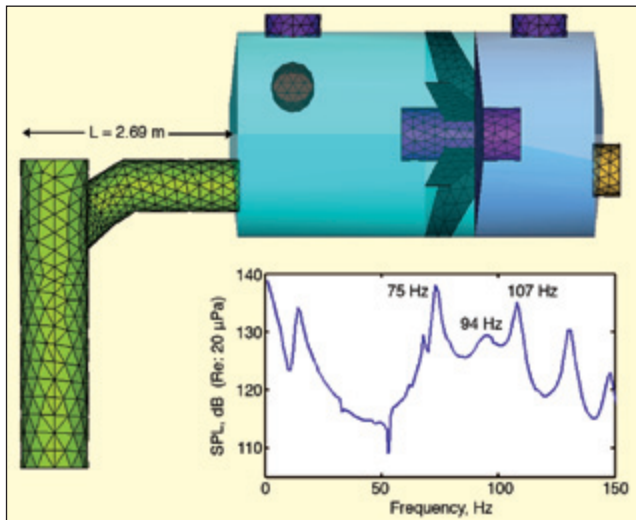 L = 2.69 m
140
130
120
110
75 Hz
94 Hz
107 Hz
SPL, dB (Re: 20 µPa)
0
50
100
150
Frequency, Hz